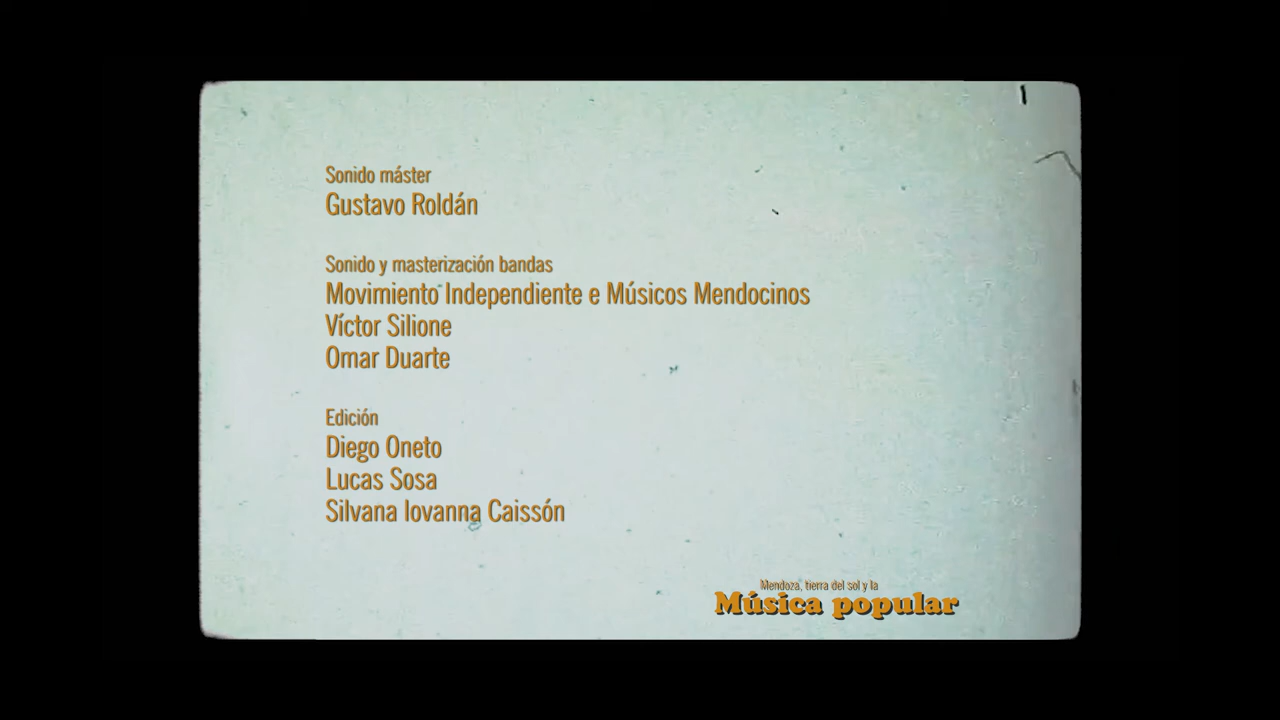 Sonido máster
Gustavo Roldán
Sonido y masterización bandas
Movimiento Independiente e Músicos Mendocinos
Víctor Silione
Omar Duarte
Edición
Diego Oneto
Lucas Sosa
Silvana Iovanna Caissón
Mendoza, tierra del sol y la
Música popular